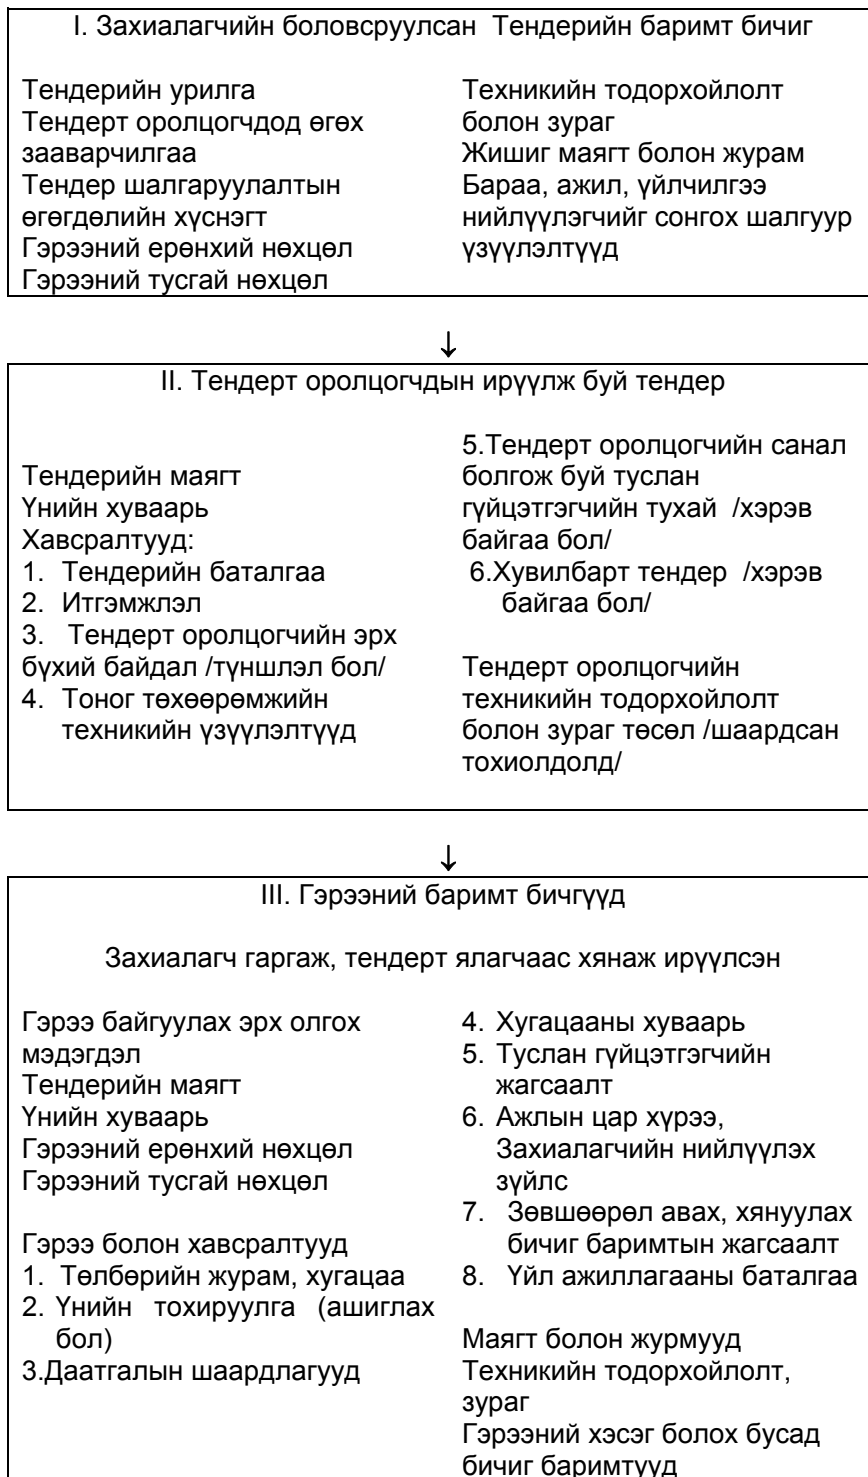 I. Захиалагчийн боловсруулсан Тендерийн баримт бичиг
Тендерийн урилга
Тендерт оролцогчдод өгөх
зааварчилгаа
Тендер шалгаруулалтын
өгөгдөлийн хүснэгт
Гэрээний ерөнхий нөхцөл
Гэрээний тусгай нөхцөл
Техникийн тодорхойлолт
болон зураг
Жишиг маягт болон журам
Бараа, ажил, үйлчилгээ
нийлүүлэгчийг сонгох шалгуур
үзүүлэлтүүд
↓
II. Тендерт оролцогчдын ирүүлж буй тендер
Тендерийн маягт
Үнийн хуваарь
Хавсралтууд:
1. Тендерийн баталгаа
2. Итгэмжлэл
3. Тендерт оролцогчийн эрх
бүхий байдал /түншлэл бол/
4. Тоног төхөөрөмжийн
техникийн үзүүлэлтүүд
5.Тендерт оролцогчийн санал
болгож буй туслан
гүйцэтгэгчийн тухай /хэрэв
байгаа бол/
6.Хувилбарт тендер /хэрэв
байгаа бол/
Тендерт оролцогчийн
техникийн тодорхойлолт
болон зураг төсөл /шаардсан
тохиолдолд/
↓
III. Гэрээний баримт бичгүүд
Захиалагч гаргаж, тендерт ялагчаас хянаж ирүүлсэн
Гэрээ байгуулах эрх олгох
мэдэгдэл
Тендерийн маягт
Үнийн хуваарь
Гэрээний ерөнхий нөхцөл
Гэрээний тусгай нөхцөл
Гэрээ болон хавсралтууд
1. Төлбөрийн журам, хугацаа
2. Үнийн тохируулга (ашиглах
бол)
3.Даатгалын шаардлагууд
4. Хугацааны хуваарь
5. Туслан гүйцэтгэгчийн
жагсаалт
6. Ажлын цар хүрээ,
Захиалагчийн нийлүүлэх
зүйлс
7. Зөвшөөрөл авах, хянуулах
бичиг баримтын жагсаалт
8. Үйл ажиллагааны баталгаа
Маягт болон журмууд
Техникийн тодорхойлолт,
зураг
Гэрээний хэсэг болох бусад
бичиг баримтууд